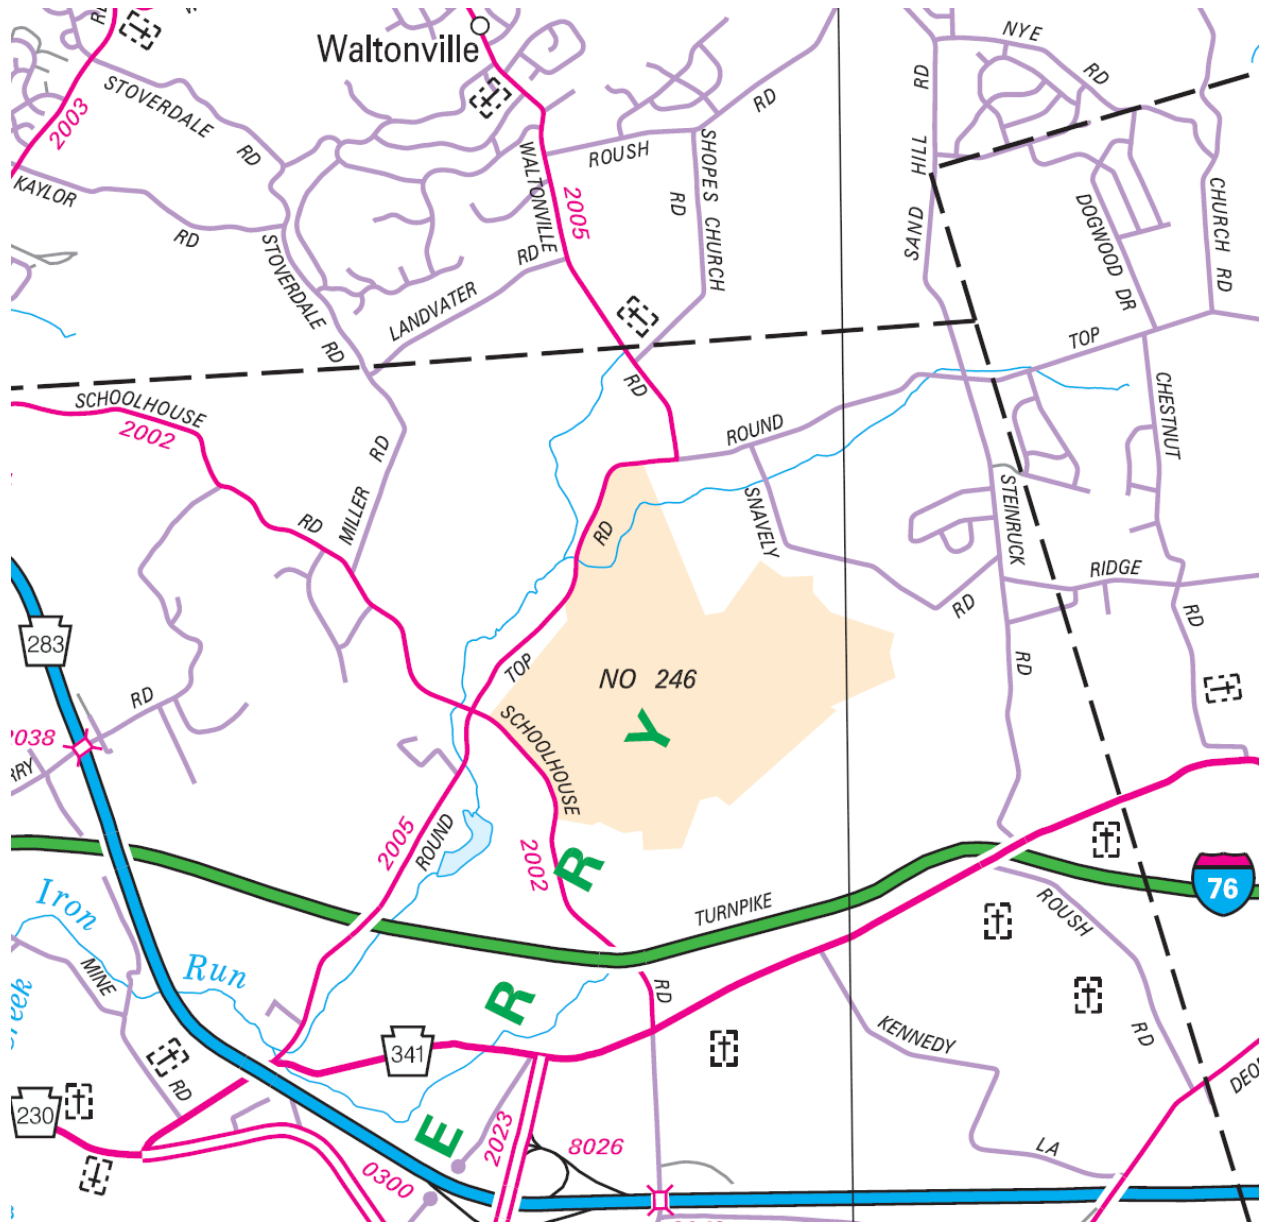 Waltonville
RD
2003
STOVERDALE
RD
KAYLOR
RD
STOVERDALE
RD
WALTONVILLE
RD
2005
LANDVATER
RD
ROUSH
RD
SHOPES CHURCH
RD
NYE
RD
SAND HILL RD
DOGWOOD DR
CHURCH RD
TOP
ROUND
CHESTNUT
RD
SCHOOLHOUSE
2002
RD
MILLER
RD
SNAVELY
RD
STEINRUCK
RD
RIDGE
RD
TOP
NO 246
Y
283
RD
2038
RRY
SCHOOLHOUSE
2005
ROUND
2002
R
TURNPIKE
76
Iron
Run
reek
MINE
RD
R
341
RD
ROUSH
RD
KENNEDY
LA
230
E
2023
8026
0300